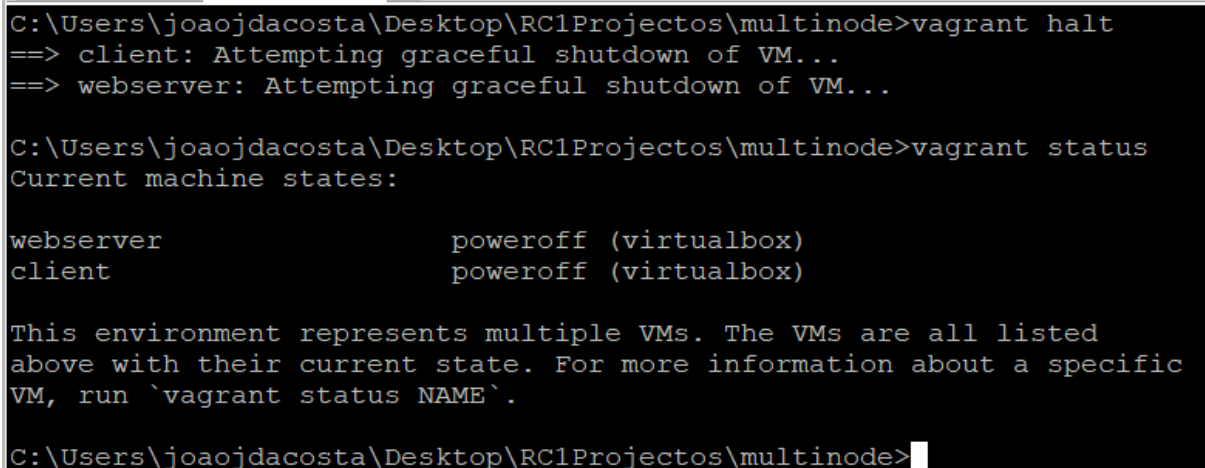 C:\Users\joaojdacosta\Desktop\RC1Projectos\multinode>vagrant halt
==> client: Attempting graceful shutdown of VM...
==> webserver: Attempting graceful shutdown of VM...
C:\Users\joaojdacosta\Desktop\RC1Projectos\multinode>vagrant status
Current machine states:
webserver                 poweroff (virtualbox)
client                    poweroff (virtualbox)
This environment represents multiple VMs. The VMs are all listed
above with their current state. For more information about a specific
VM, run `vagrant status NAME`.
C:\Users\joaojdacosta\Desktop\RC1Projectos\multinode>